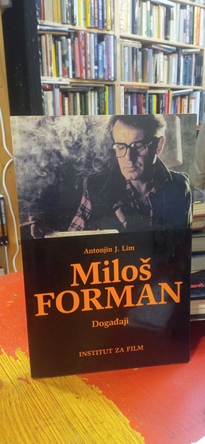 Antonjin J. Lim
Miloš
FORMAN
Događaji
INSTITUT ZA FILM